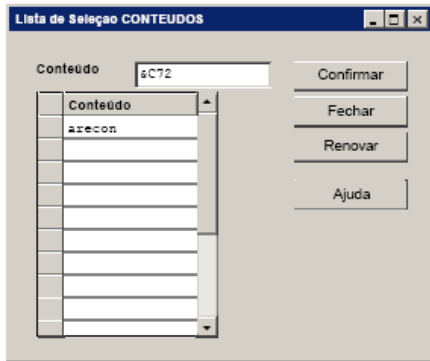 Lista de Seleçao CONTEUDOS
Conteúdo &C72
Confirmar
Conteúdo
Fechar
arecon
Renovar
Ajuda